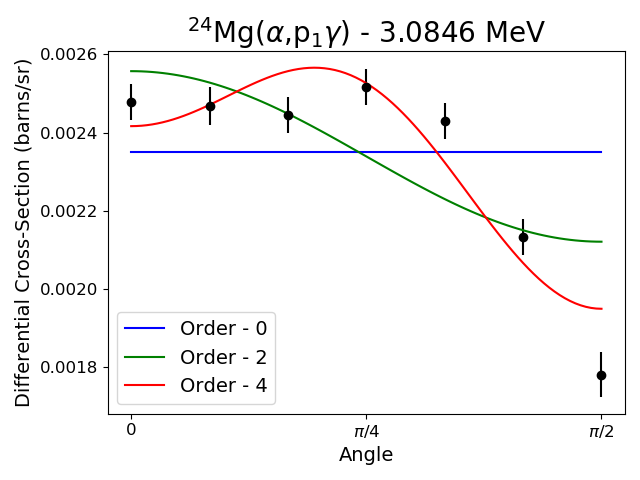 ²⁴Mg(α,p₁γ) - 3.0846 MeV
Differential Cross-Section (barns/sr)
0.0026
0.0024
0.0022
0.0020
0.0018
Order - 0
Order - 2
Order - 4
0
π/4
π/2
Angle